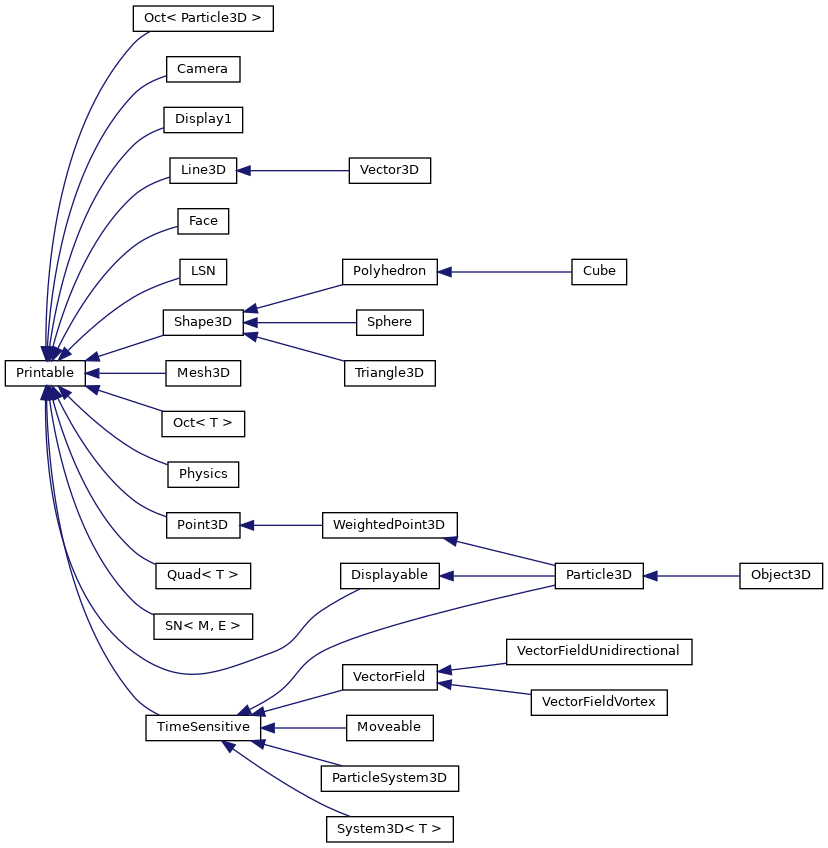 Oct< Particle3D >
Camera
Display1
Line3D
Vector3D
Face
LSN
Polyhedron
Cube
Shape3D
Sphere
Printable
Mesh3D
Triangle3D
Oct< T >
Physics
Point3D
WeightedPoint3D
Quad< T >
Displayable
Particle3D
Object3D
SN< M, E >
VectorFieldUnidirectional
VectorField
VectorFieldVortex
TimeSensitive
Moveable
ParticleSystem3D
System3D< T >